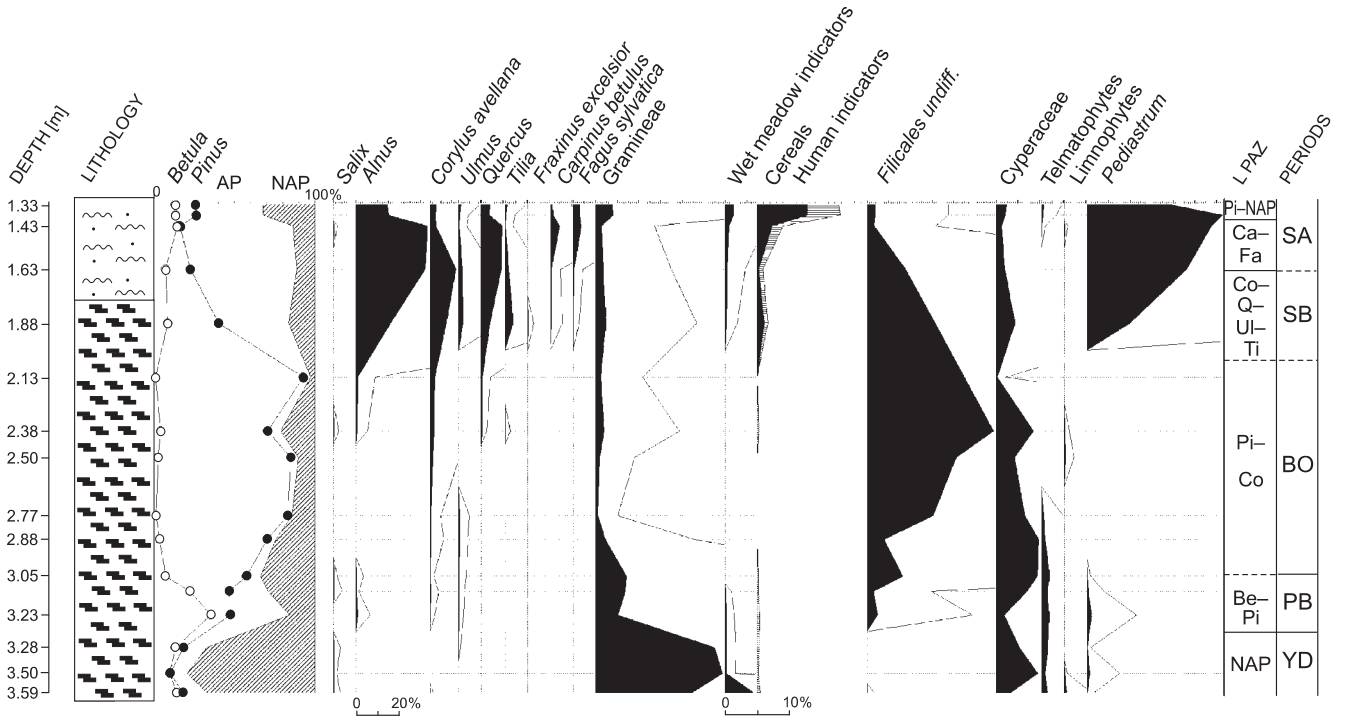 DEPTH [m]
LITHOLOGY
Betula
Pinus
AP
NAP
0
100%
Salix
Alnus
Corylus avellana
Ulmus
Quercus
Tilia
Fraxinus excelsior
Carpinus betulus
Fagus sylvatica
Gramineae
Wet meadow indicators
Cereals
Human indicators
Filicales undiff.
Cyperaceae
Telmatophytes
Limnophytes
Pediastrum
L PAZ
PERIODS
1.33
1.43
1.63
1.88
2.13
2.38
2.50
2.77
2.88
3.05
3.23
3.28
3.50
3.59
Pi–NAP
Ca–
Fa
Co–
Q–
Ul–
Ti
Pi–
Co
Be–
Pi
NAP
SA
SB
BO
PB
YD
0 20%
0 10%